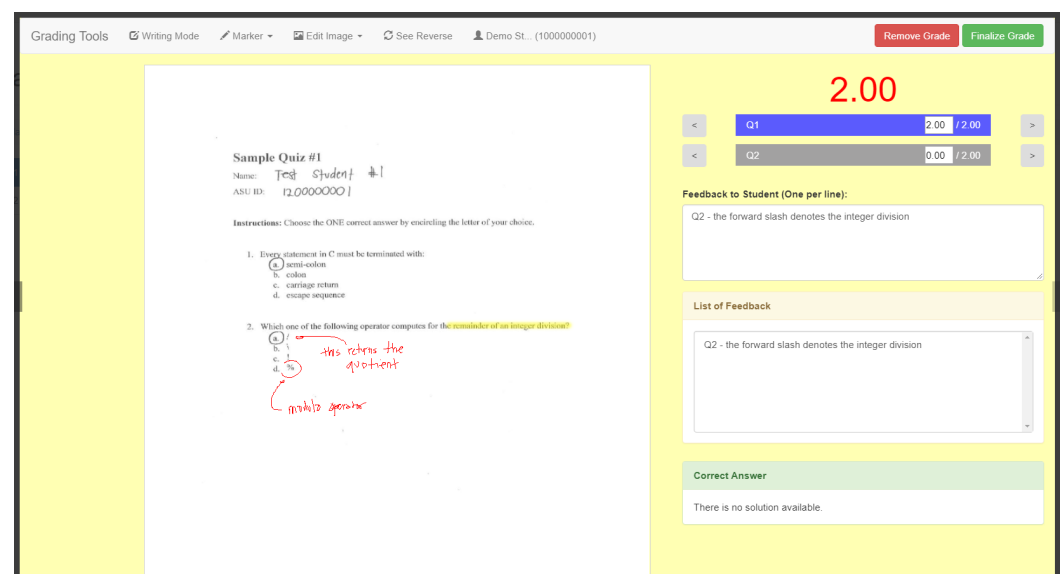 Grading Tools Writing Mode Marker Edit Image See Reverse Demo St... (1000000001) Remove Grade Finalize Grade
2.00
< Q1 2.00 / 2.00 >
< Q2 0.00 / 2.00 >
Feedback to Student (One per line):
Q2 - the forward slash denotes the integer division
List of Feedback
Q2 - the forward slash denotes the integer division
Correct Answer
There is no solution available.
Sample Quiz #1
Name: Test Student #1
ASU ID: 1200000001
Instructions: Choose the ONE correct answer by encircling the letter of your choice.
1. Every statement in C must be terminated with:
a. semi-colon
b. colon
c. carriage return
d. escape sequence
2. Which one of the following operator computes for the remainder of an integer division?
a. /
b. \
c. !
d. %
this returns the
quotient
modulo operator